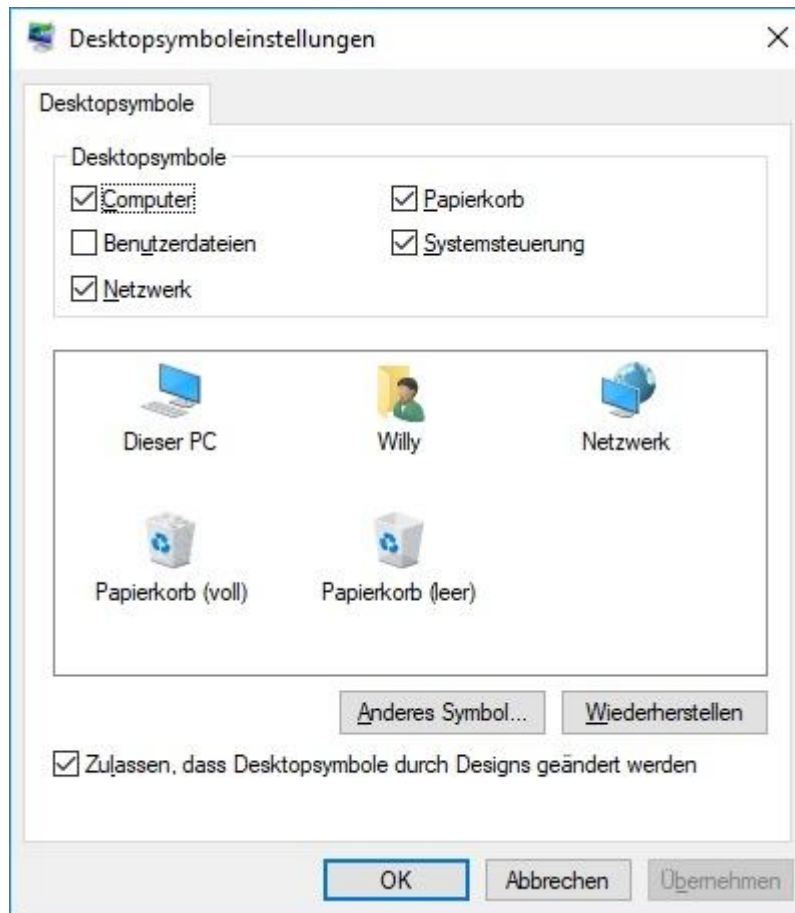 Desktopsymboleinstellungen
Desktopsymbole
Desktopsymbole
Computer
Papierkorb
Benutzerdateien
Systemsteuerung
Netzwerk
Dieser PC
Willy
Netzwerk
Papierkorb (voll)
Papierkorb (leer)
Anderes Symbol...
Wiederherstellen
Zulassen, dass Desktopsymbole durch Designs geändert werden
OK
Abbrechen
Übernehmen